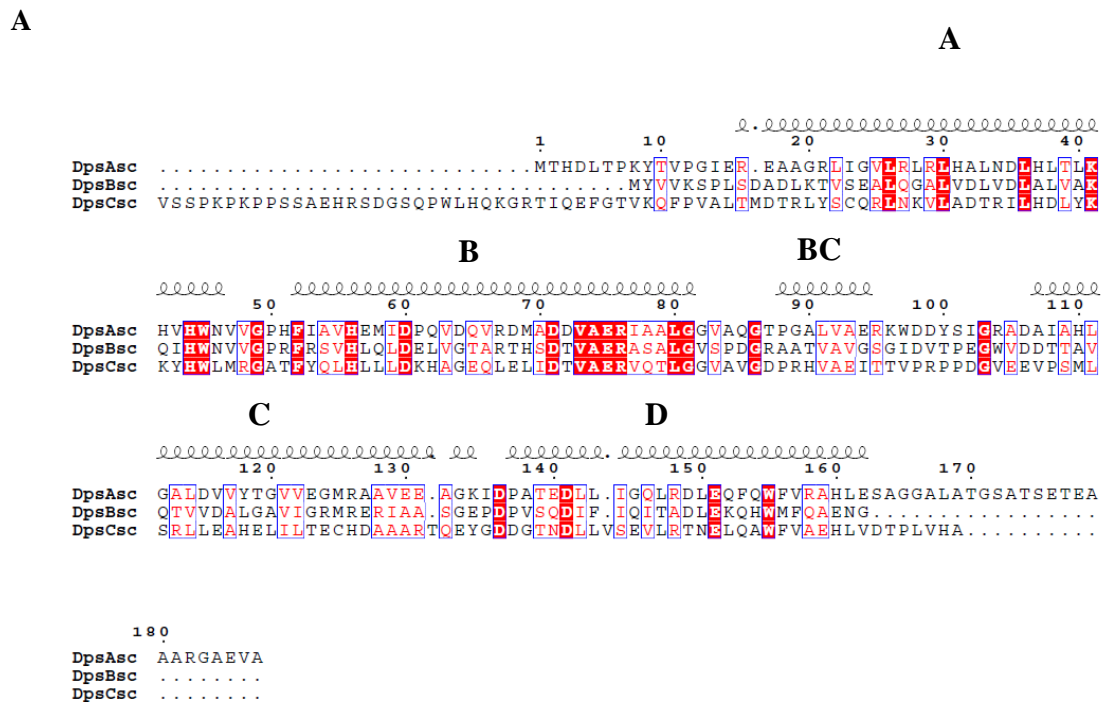 A
A
1 10 20 30 40
DpsAsc ............................MTHDLTPKYTVPGIER.EAAGRLIGVLRLRLHALNDLHLTLK
DpsBsc ...................................MYVVKSPLSDADLKTVSEALQGALVDLVDLALVAK
DpsCsc VSSPKPKPPSSAEHRSDGSQPWLHQKGRTIQEFGTVKQFPVALTMDTRLYSCQRLNKVLADTRILHDLYK
B BC
50 60 70 80 90 100 110
DpsAsc HVHWNVVGPHFIAVHEMIDPQVDQVRDMADDVAERIAALGGVAQGTPGALVAERKWDDYSIGRADAIAHL
DpsBsc QIHWNVVGPRFRSVHLQLDELVGTARTHSDTVAERASALGVSPDGRAATVAVGSGIDVTPEGWVDDTTAV
DpsCsc KYHWLMRGATFYQLHLLLDKHAGEQLELIDTVAERVQTLGGVAVGDPRHVAEITTVPRPPDGVEEVPSML
C D
120 130 140 150 160 170
DpsAsc GALDVVYTGVVEGMRAAVEE.AGKIDPATEDLL.IGQLRDLEQFQWFVRAHLESAGGALATGSATSETEA
DpsBsc QTVVDALGAVIGRMRERIAA.SGEPDPVSQDIF.IQITADLEKQHWMFQAENG.................
DpsCsc SRLLEAHELILTECHDAAARTQEYGDDGTNDLLVSEVLRTNELQAWFVAEHLVDTPLVHA..........
180
DpsAsc AARGAEVA
DpsBsc ........
DpsCsc ........